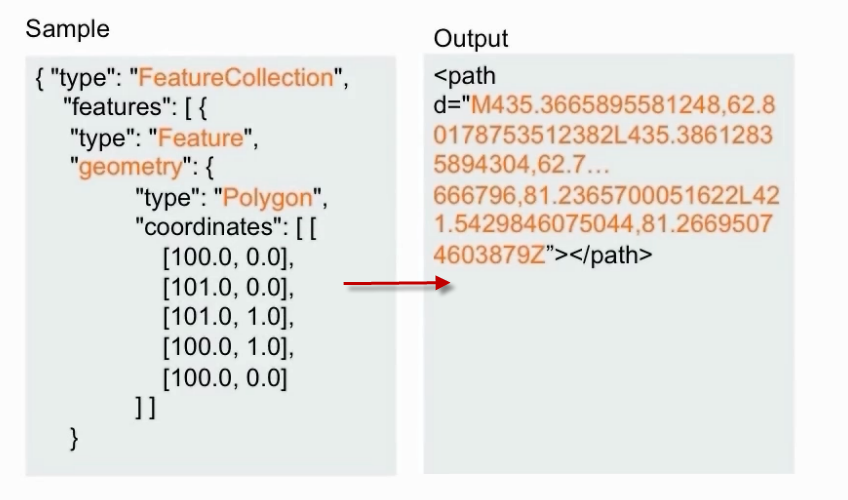 Sample
{ "type": "FeatureCollection",
"features": [ {
"type": "Feature",
"geometry": {
"type": "Polygon",
"coordinates": [ [
[100.0, 0.0],
[101.0, 0.0],
[101.0, 1.0],
[100.0, 1.0],
[100.0, 0.0]
] ]
}
Output
<path
d="M435.3665895581248,62.8
0178753512382L435.3861283
5894304,62.7…
666796,81.2365700051622L42
1.5429846075044,81.2669507
4603879Z”></path>